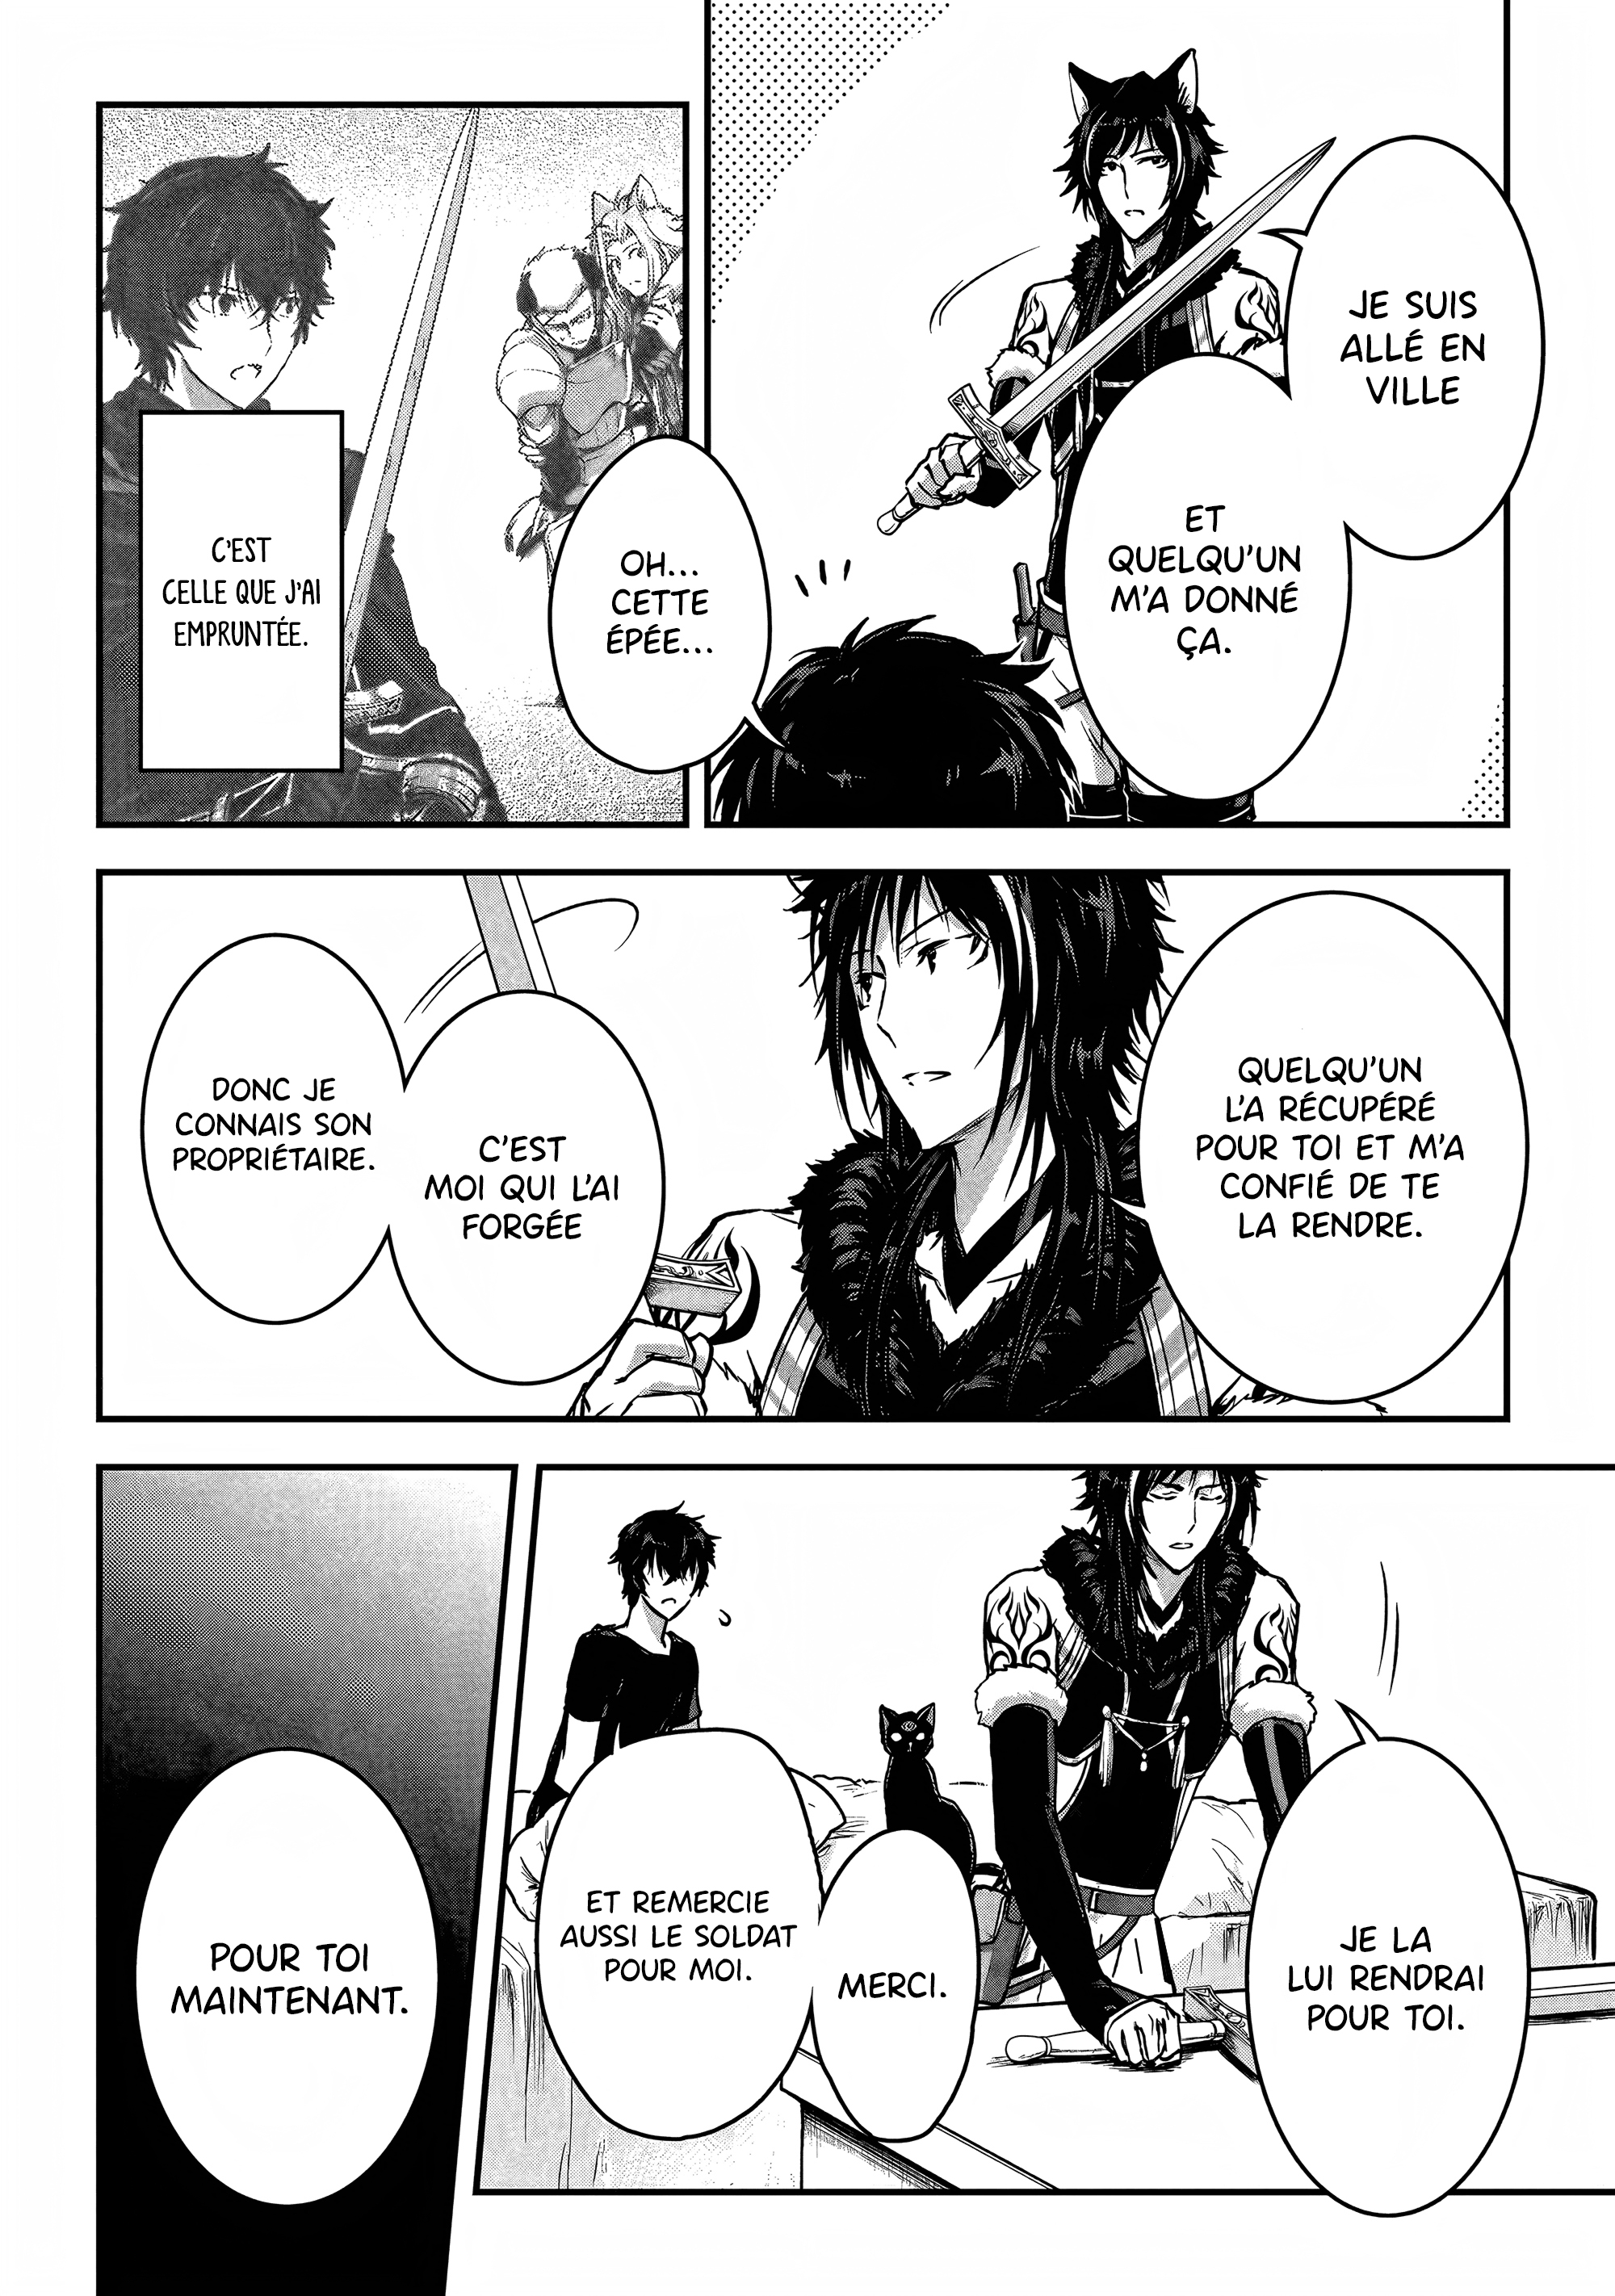 JE SUIS
ALLÉ EN
VILLE
ET
QUELQU'UN
M'A DONNÉ
ÇA.
OH...
CETTE
ÉPÉE...
C'EST
CELLE QUE J'AI
EMPRUNTÉE.
QUELQU'UN
L'A RÉCUPÉRÉ
POUR TOI ET M'A
CONFIÉ DE TE
LA RENDRE.
C'EST
MOI QUI L'AI
FORGÉE
DONC JE
CONNAIS SON
PROPRIÉTAIRE.
JE LA
LUI RENDRAI
POUR TOI.
MERCI.
ET REMERCIE
AUSSI LE SOLDAT
POUR MOI.
POUR TOI
MAINTENANT.